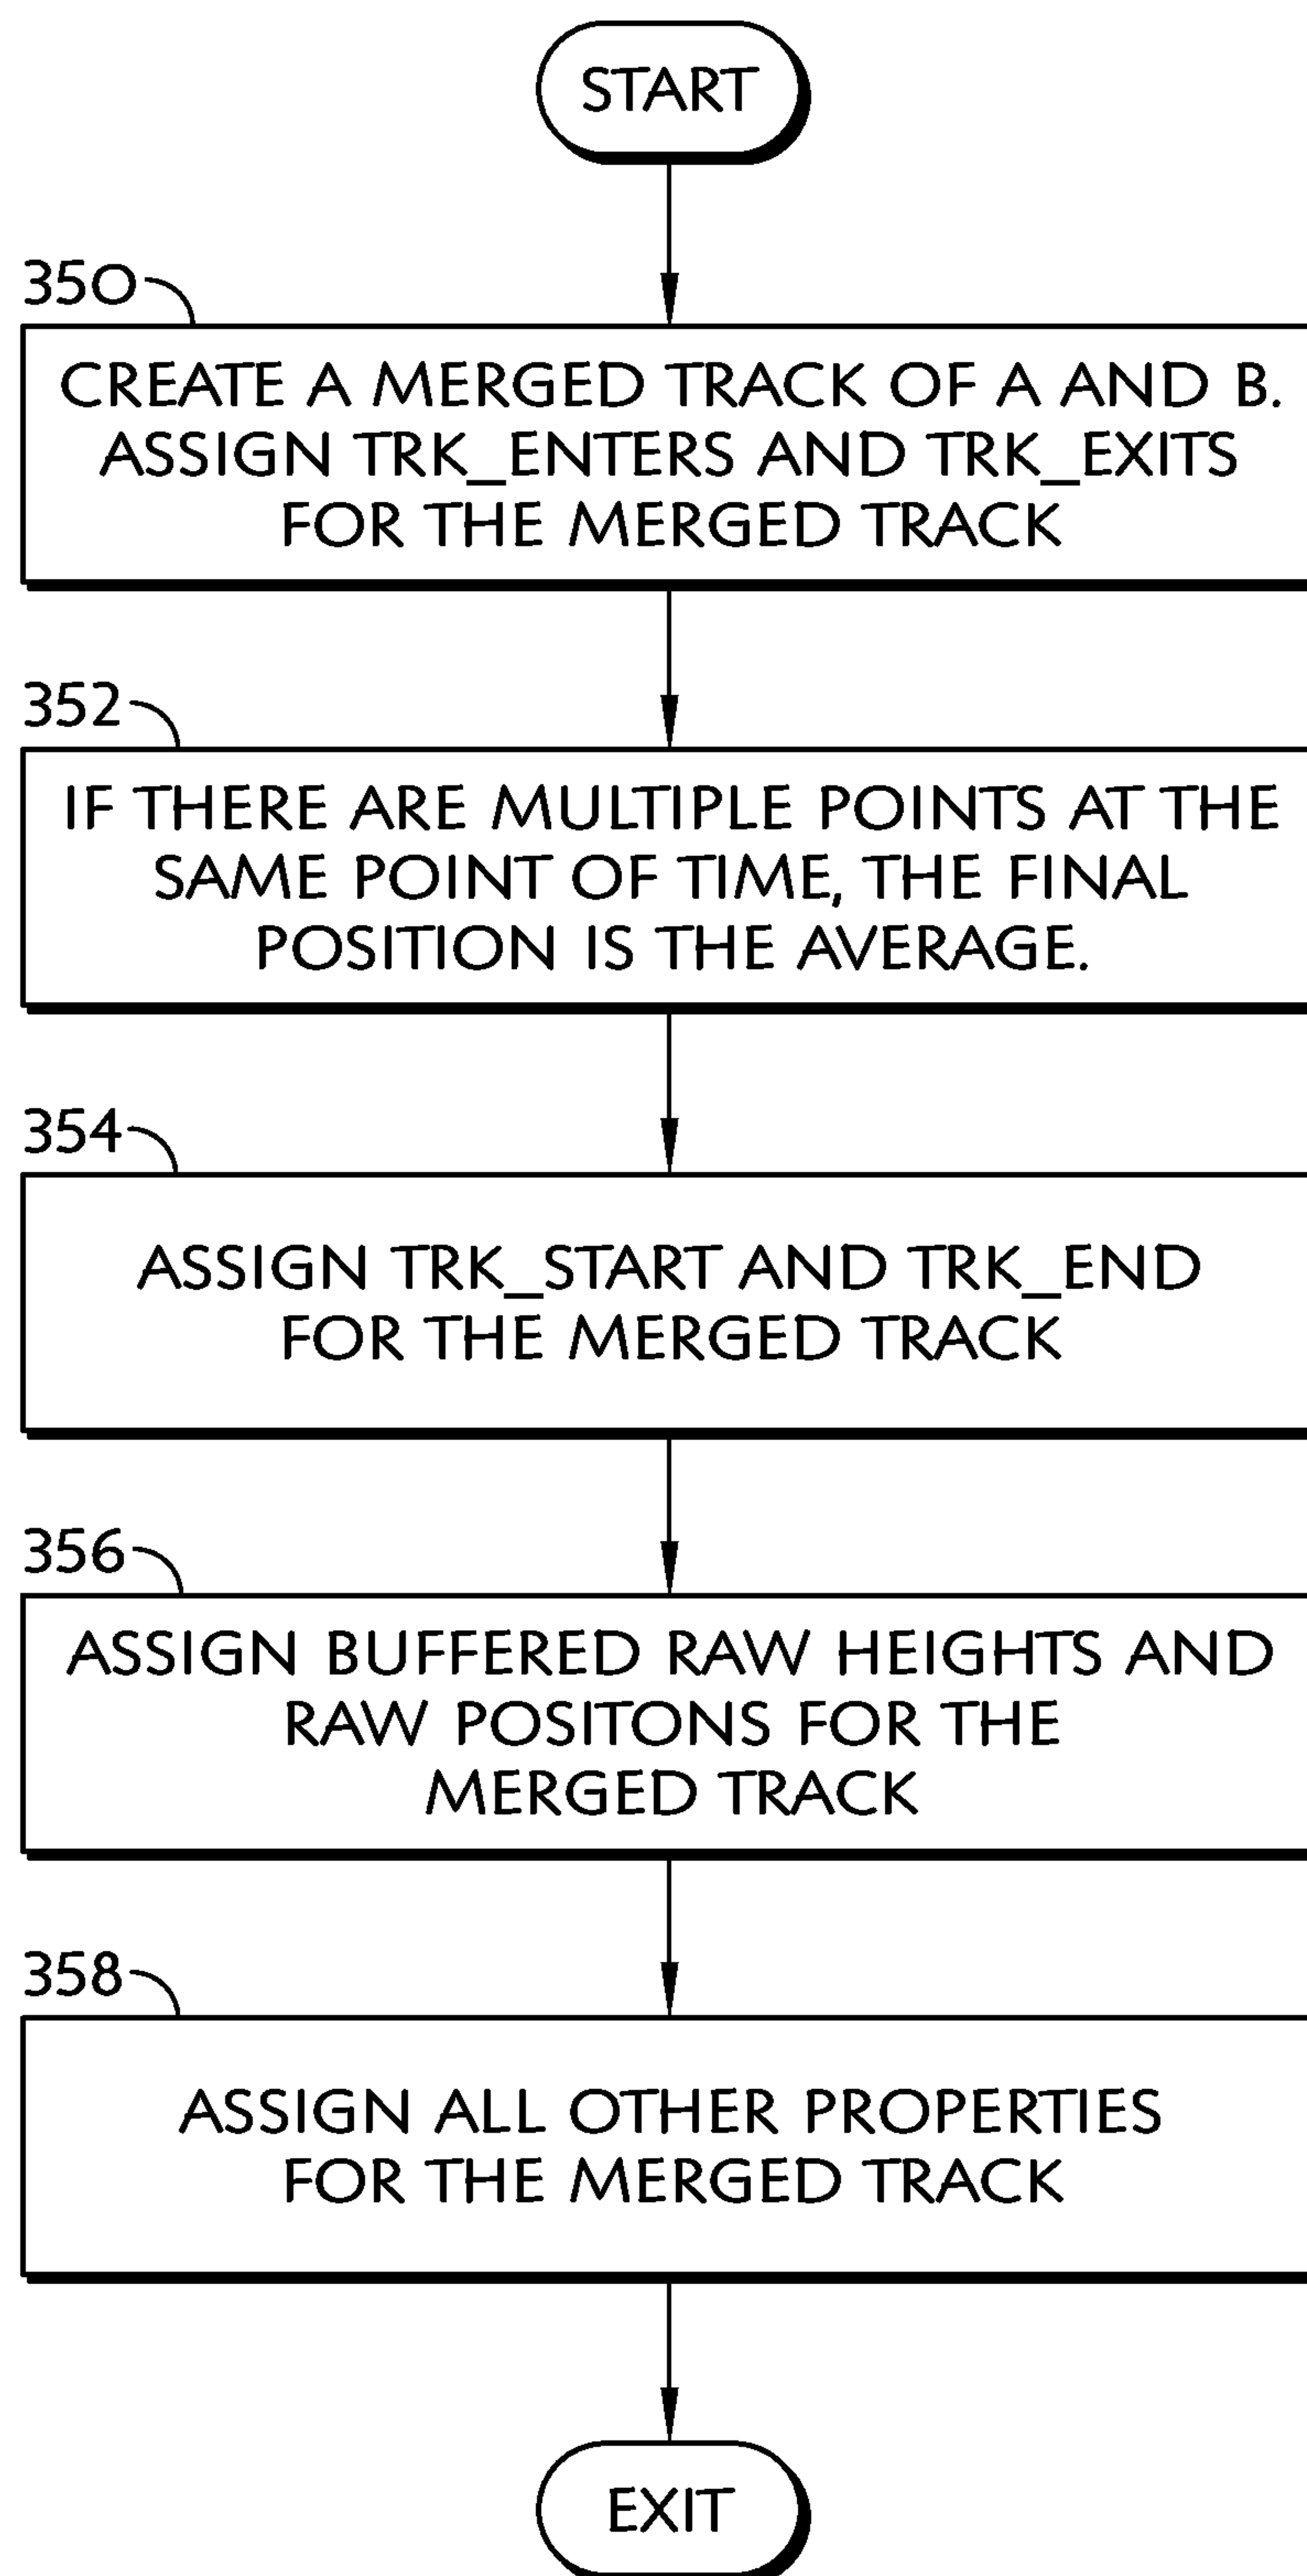 START
350
CREATE A MERGED TRACK OF A AND B.
ASSIGN TRK_ENTERS AND TRK_EXITS
FOR THE MERGED TRACK
352
IF THERE ARE MULTIPLE POINTS AT THE
SAME POINT OF TIME, THE FINAL
POSITION IS THE AVERAGE.
354
ASSIGN TRK_START AND TRK_END
FOR THE MERGED TRACK
356
ASSIGN BUFFERED RAW HEIGHTS AND
RAW POSITONS FOR THE
MERGED TRACK
358
ASSIGN ALL OTHER PROPERTIES
FOR THE MERGED TRACK
EXIT